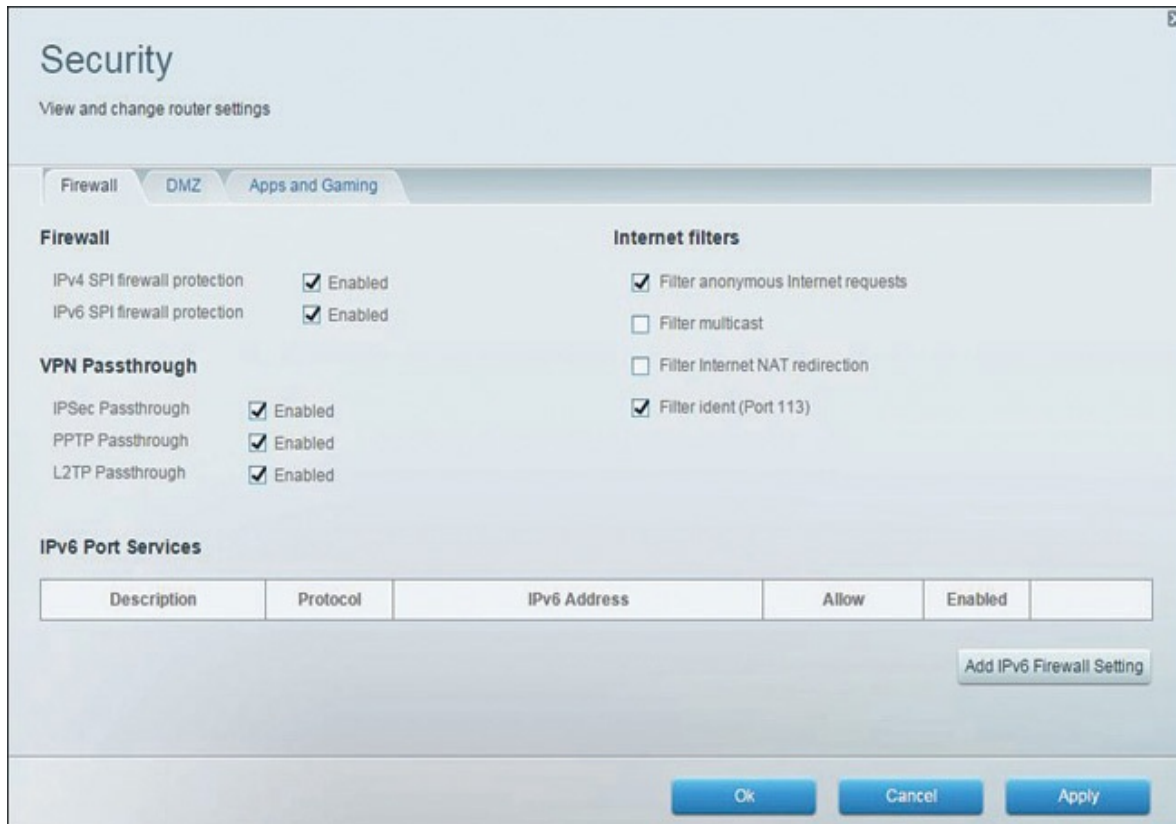 Security
View and change router settings
Firewall DMZ Apps and Gaming
Firewall
IPv4 SPI firewall protection Enabled
IPv6 SPI firewall protection Enabled
VPN Passthrough
IPSec Passthrough Enabled
PPTP Passthrough Enabled
L2TP Passthrough Enabled
Internet filters
Filter anonymous Internet requests
Filter multicast
Filter Internet NAT redirection
Filter ident (Port 113)
IPv6 Port Services
Description Protocol IPv6 Address Allow Enabled
Add IPv6 Firewall Setting
Ok Cancel Apply